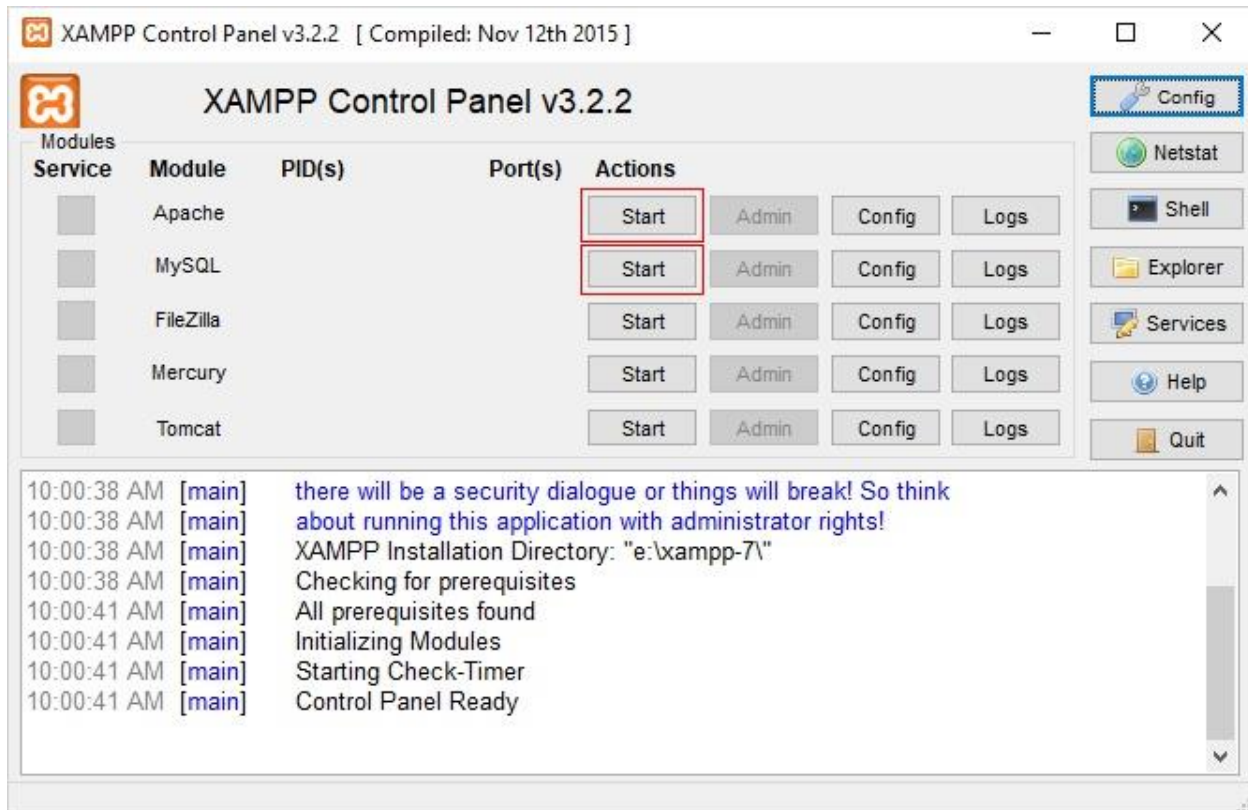 XAMPP Control Panel v3.2.2 [ Compiled: Nov 12th 2015 ]
XAMPP Control Panel v3.2.2
Config
Modules
Service Module PID(s) Port(s) Actions
Netstat
Apache Start Admin Config Logs
Shell
MySQL Start Admin Config Logs
Explorer
FileZilla Start Admin Config Logs
Services
Mercury Start Admin Config Logs
Help
Tomcat Start Admin Config Logs
Quit
10:00:38 AM [main] there will be a security dialogue or things will break! So think
10:00:38 AM [main] about running this application with administrator rights!
10:00:38 AM [main] XAMPP Installation Directory: "e:\xampp-7\"
10:00:38 AM [main] Checking for prerequisites
10:00:41 AM [main] All prerequisites found
10:00:41 AM [main] Initializing Modules
10:00:41 AM [main] Starting Check-Timer
10:00:41 AM [main] Control Panel Ready